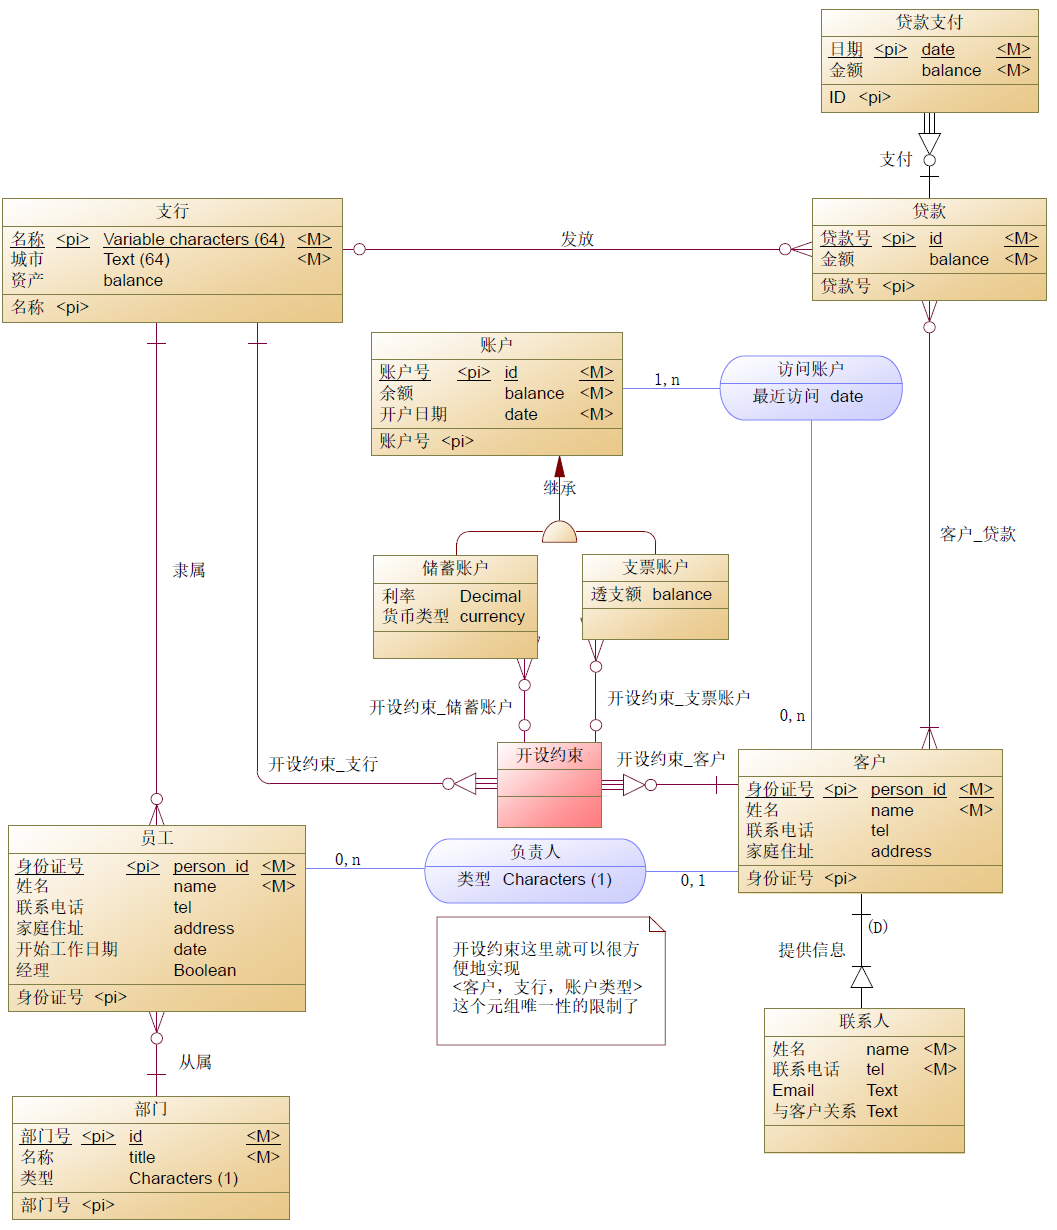 贷款支付
日期 <pi> date <M>
金额 balance <M>
ID <pi>
支付
支行
名称 <pi> Variable characters (64) <M>
城市 Text (64) <M>
资产 balance
名称 <pi>
发放
贷款
贷款号 <pi> id <M>
金额 balance <M>
贷款号 <pi>
账户
账户号 <pi> id <M>
余额 balance <M>
开户日期 date <M>
账户号 <pi>
1,n
访问账户
最近访问 date
继承
客户_贷款
隶属
储蓄账户
利率 Decimal
货币类型 currency
支票账户
透支额 balance
开设约束_储蓄账户
开设约束_支票账户
0,n
开设约束_支行
开设约束
开设约束_客户
客户
身份证号 <pi> person_id <M>
姓名 name <M>
联系电话 tel
家庭住址 address
身份证号 <pi>
员工
身份证号 <pi> person_id <M>
姓名 name <M>
联系电话 tel
家庭住址 address
开始工作日期 date
经理 Boolean
身份证号 <pi>
0,n
负责人
类型 Characters (1)
0,1
开设约束这里就可以很方
便地实现
<客户，支行，账户类型>
这个元组唯一性的限制了
(D)
提供信息
联系人
姓名 name <M>
联系电话 tel <M>
Email Text
与客户关系 Text
从属
部门
部门号 <pi> id <M>
名称 title <M>
类型 Characters (1)
部门号 <pi>